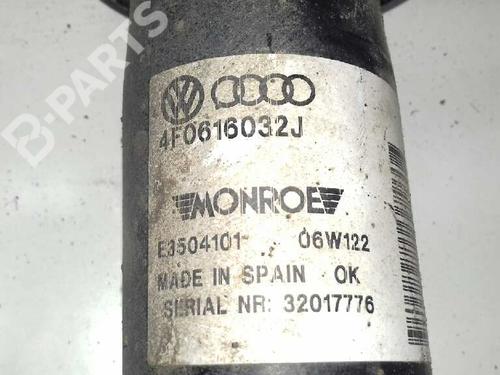 B-PARTS
4F0616032J
MONROE
E3504101 06W122
MADE IN SPAIN OK
SERIAL NR: 32017776